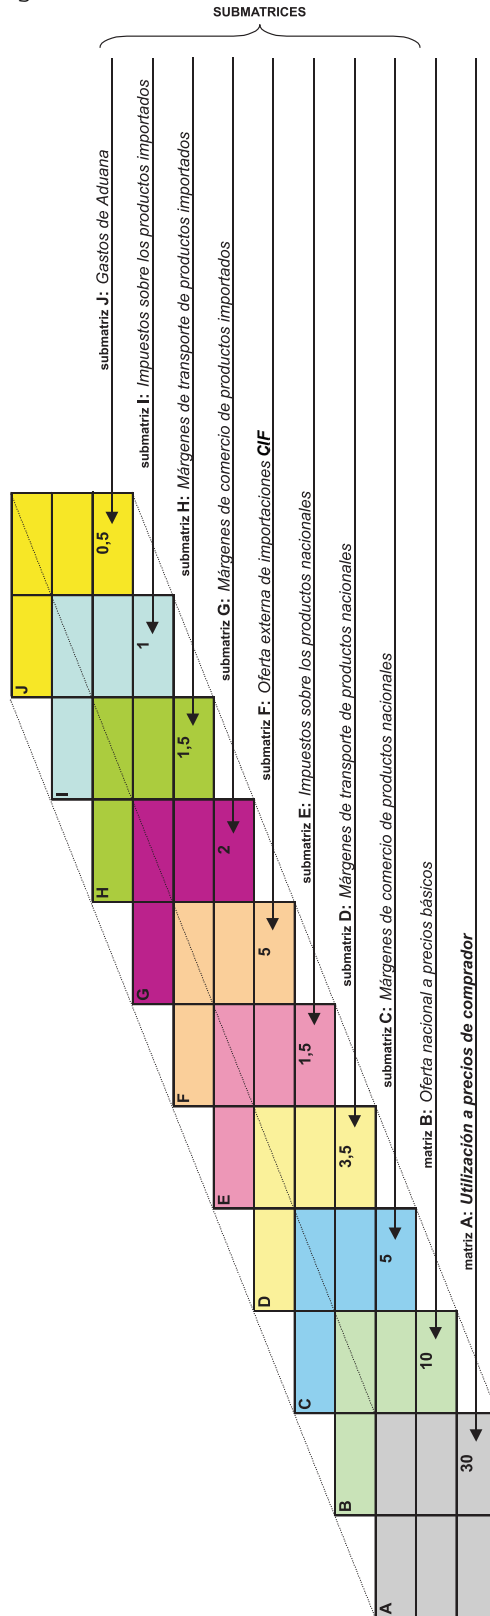 SUBMATRICES
submatriz J: Gastos de Aduana
submatriz I: Impuestos sobre los productos importados
submatriz H: Márgenes de transporte de productos importados
submatriz G: Márgenes de comercio de productos importados
submatriz F: Oferta externa de importaciones CIF
submatriz E: Impuestos sobre los productos nacionales
submatriz D: Márgenes de transporte de productos nacionales
submatriz C: Márgenes de comercio de productos nacionales
matriz B: Oferta nacional a precios básicos
matriz A: Utilización a precios de comprador
J
0,5
I
1
H
1,5
G
2
F
5
E
1,5
D
3,5
C
5
B
10
A
30